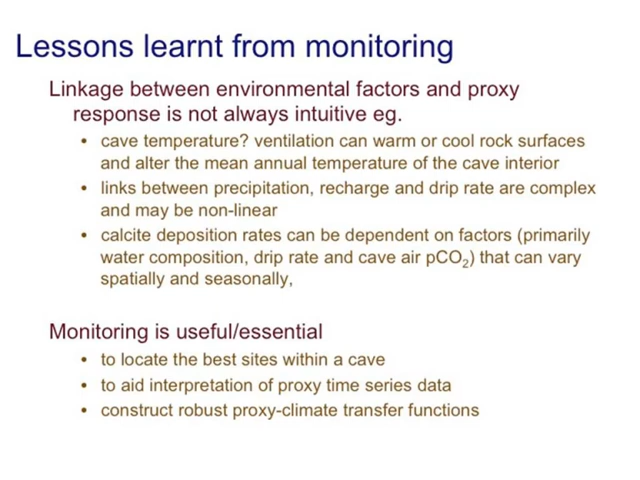 Lessons learnt from monitoring
Linkage between environmental factors and proxy
response is not always intuitive eg.
• cave temperature? ventilation can warm or cool rock surfaces
and alter the mean annual temperature of the cave interior
• links between precipitation, recharge and drip rate are complex
and may be non-linear
• calcite deposition rates can be dependent on factors (primarily
water composition, drip rate and cave air pCO₂) that can vary
spatially and seasonally,
Monitoring is useful/essential
• to locate the best sites within a cave
• to aid interpretation of proxy time series data
• construct robust proxy-climate transfer functions